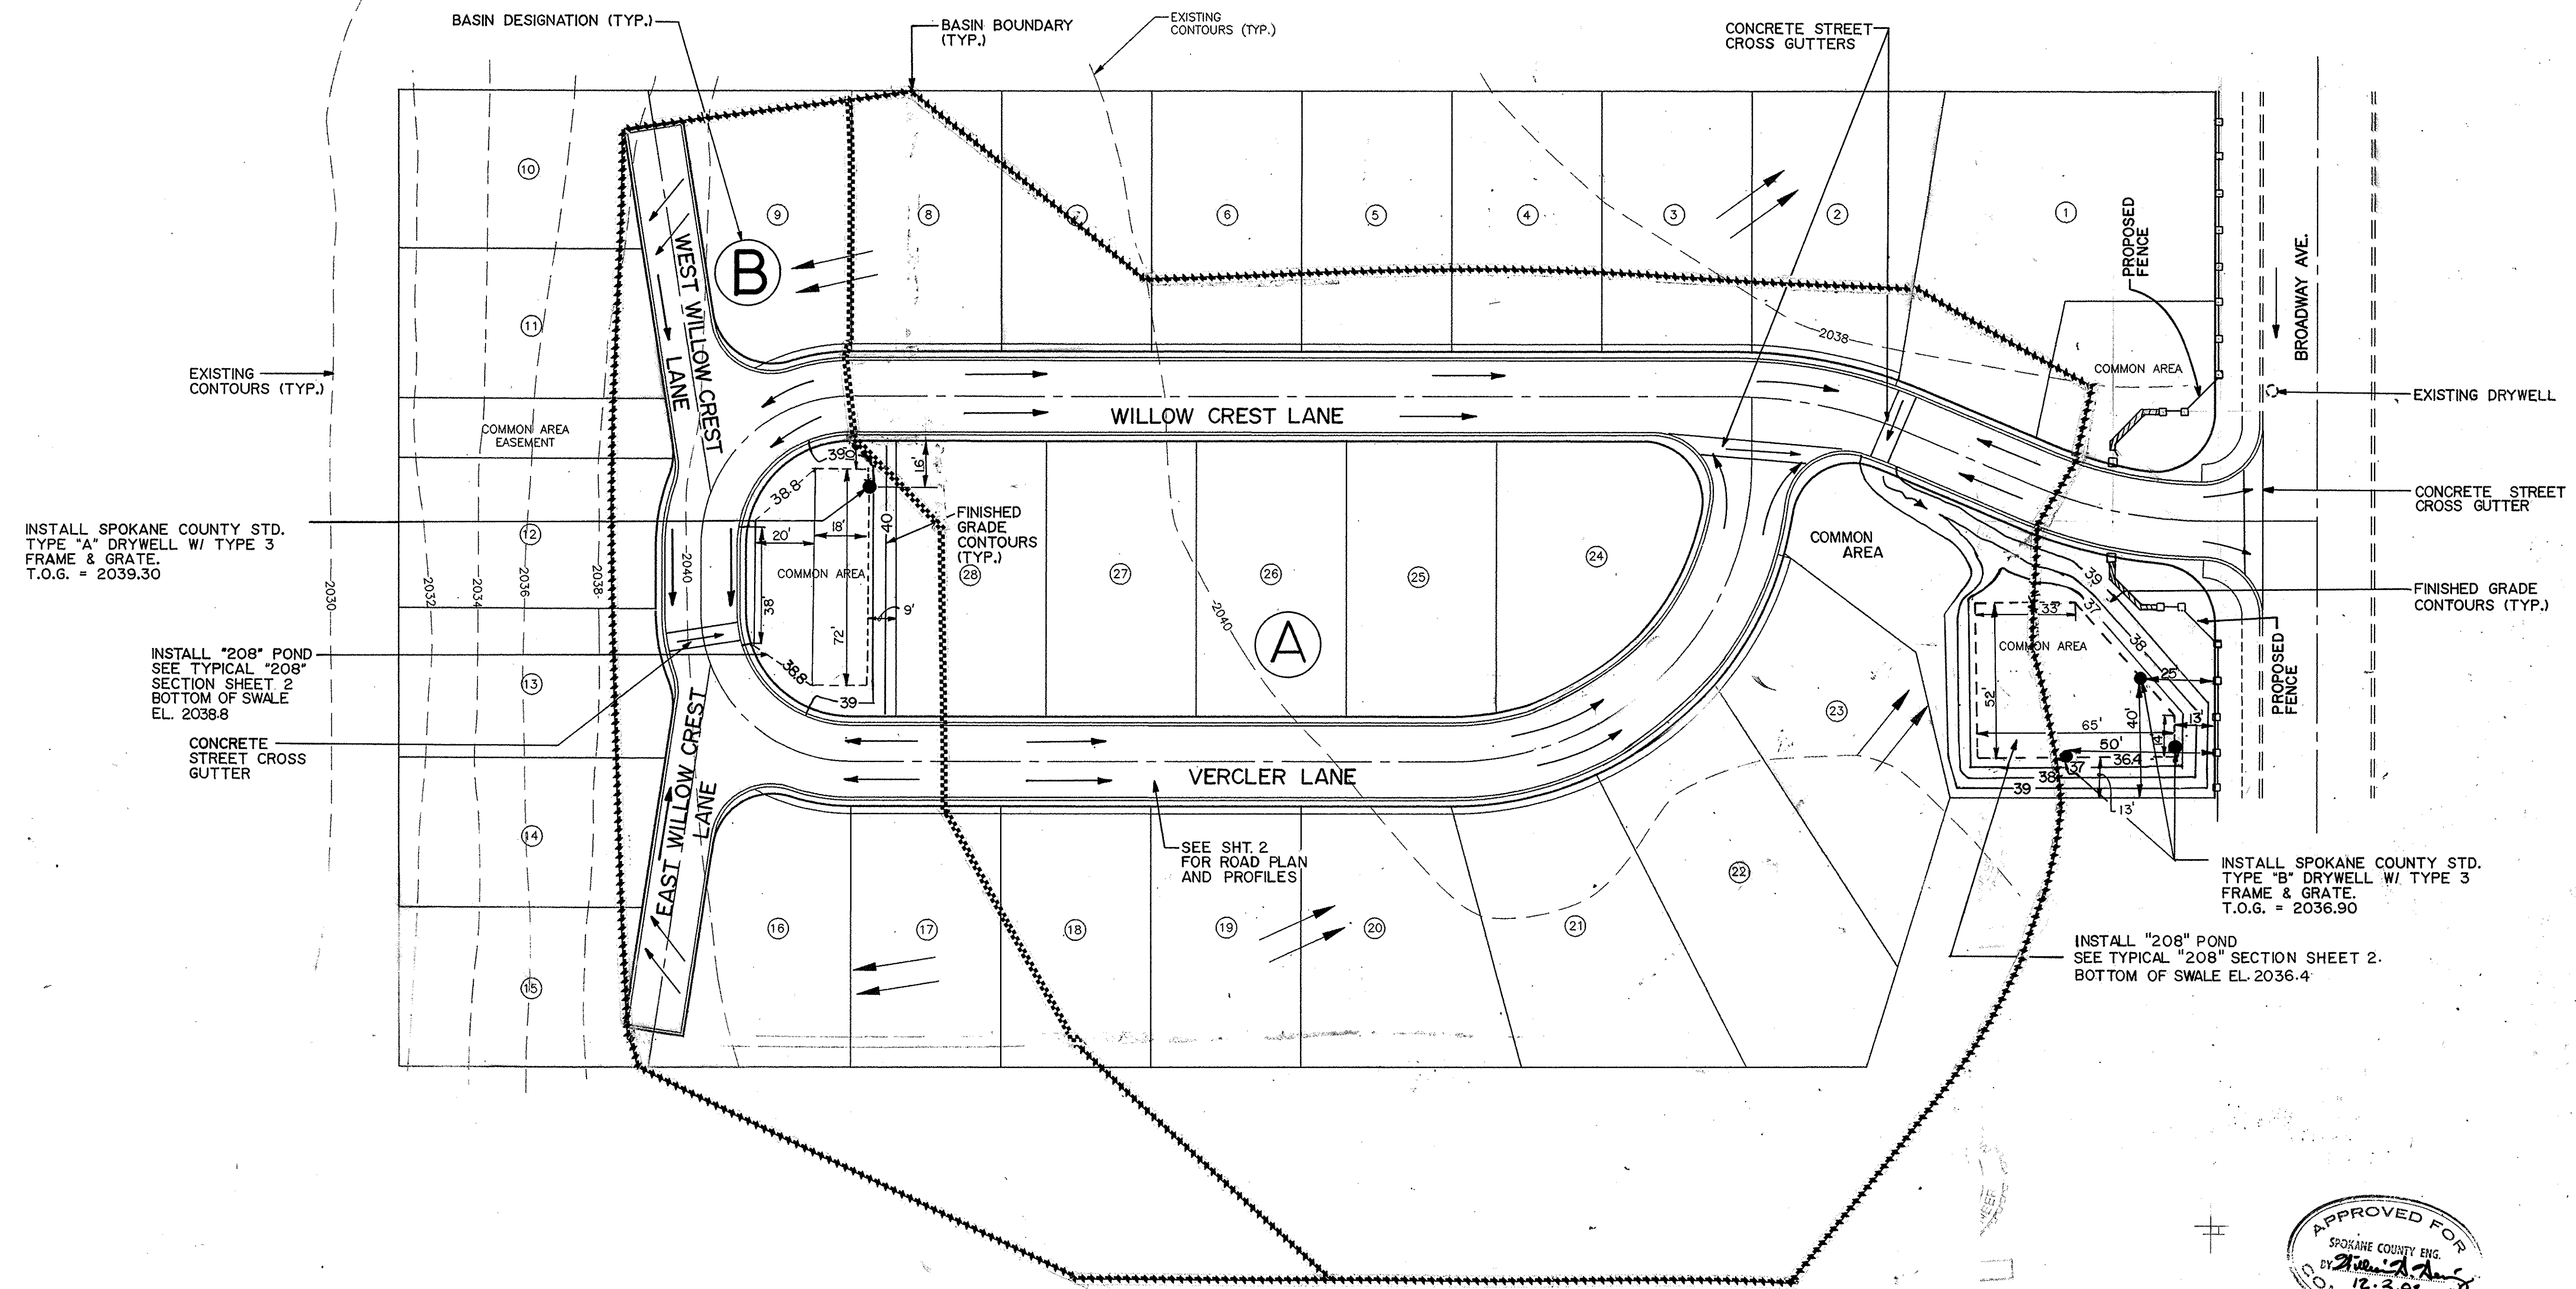 BASIN DESIGNATION (TYP.)
BASIN BOUNDARY
(TYP.)
EXISTING
CONTOURS (TYP.)
CONCRETE STREET
CROSS GUTTERS
10
9
8
6
5
4
3
2
1
B
11
WEST WILLOW CREST
LANE
PROPOSED
FENCE
BROADWAY AVE.
2038
COMMON AREA
EXISTING
CONTOURS (TYP.)
EXISTING DRYWELL
WILLOW CREST LANE
COMMON AREA
EASEMENT
39
10'
16'
38.8
40
18'
20'
FINISHED
GRADE
CONTOURS
(TYP.)
COMMON AREA
38'
72'
9'
38.8
39
INSTALL SPOKANE COUNTY STD.
TYPE "A" DRYWELL W/ TYPE 3
FRAME & GRATE.
T.O.G. = 2039.30
12
2030
2032
2034
2036
2038
2040
28
27
26
25
24
2040
A
COMMON
AREA
CONCRETE STREET
CROSS GUTTER
FINISHED GRADE
CONTOURS (TYP.)
39
37
38
33'
COMMON AREA
52'
25'
65'
40'
13'
14'
50'
36.4
37
38
39
13'
PROPOSED
FENCE
INSTALL "208" POND
SEE TYPICAL "208"
SECTION SHEET 2
BOTTOM OF SWALE
EL. 2038.8
13
23
CONCRETE
STREET CROSS
GUTTER
EAST WILLOW CREST
LANE
VERCLER LANE
14
SEE SHT. 2
FOR ROAD PLAN
AND PROFILES
22
INSTALL SPOKANE COUNTY STD.
TYPE "B" DRYWELL W/ TYPE 3
FRAME & GRATE.
T.O.G. = 2036.90
16
17
18
19
20
21
15
INSTALL "208" POND
SEE TYPICAL "208" SECTION SHEET 2.
BOTTOM OF SWALE EL. 2036.4
APPROVED FOR
SPOKANE COUNTY ENG.
BY